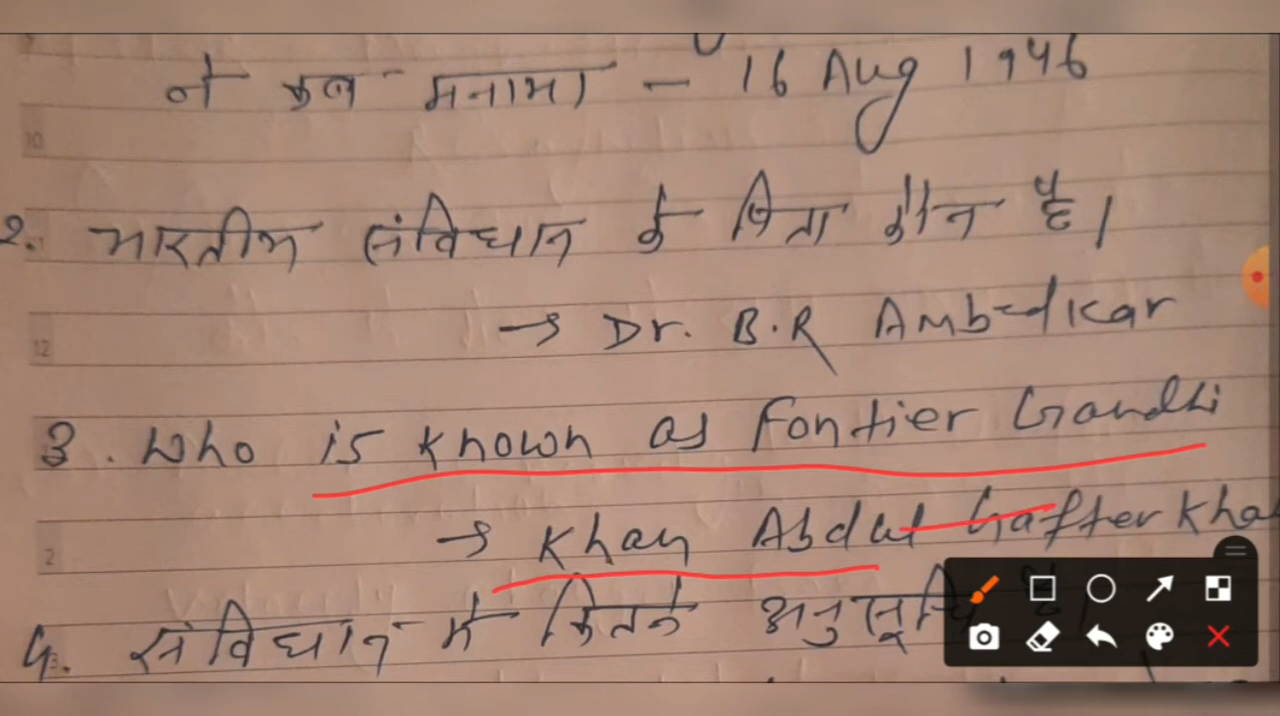 ने कब मनाया - 16 Aug 1946
2. भारतीय संविधान के पिता कौन है।
→ Dr. B.R Ambedkar
3. Who is known as Fontier Gandhi
→ Khan Abdul Gaffer Kha
4. संविधान में कितने अनुसूचि